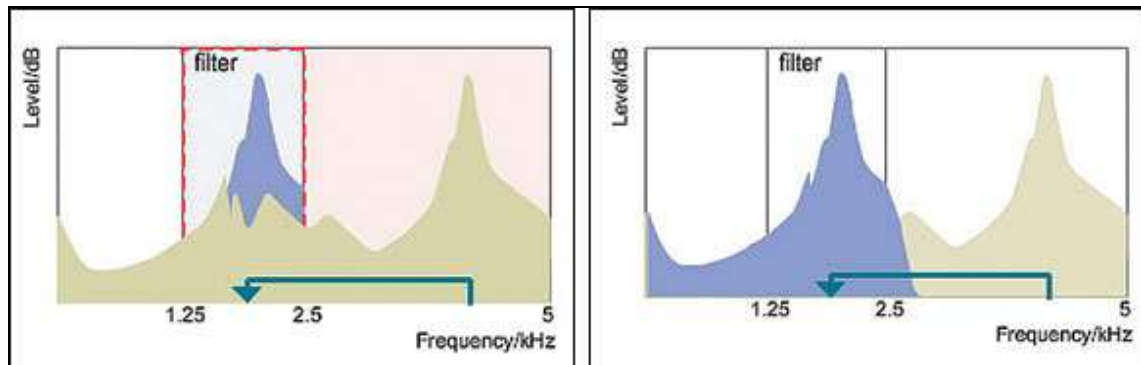 Level/dB
filter
1.25
2.5
5
Frequency/kHz
Level/dB
filter
1.25
2.5
5
Frequency/kHz